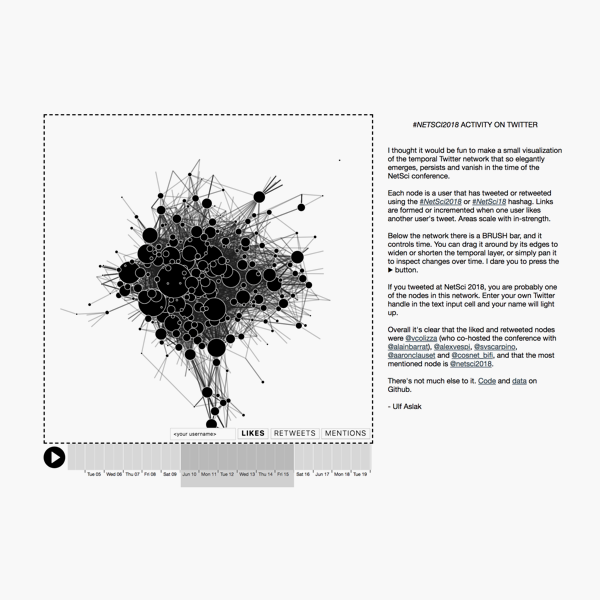 #NETSCI2018 ACTIVITY ON TWITTER
I thought it would be fun to make a small visualization
of the temporal Twitter network that so elegantly
emerges, persists and vanish in the time of the
NetSci conference.
Each node is a user that has tweeted or retweeted
using the #NetSci2018 or #NetSci18 hashag. Links
are formed or incremented when one user likes
another user's tweet. Areas scale with in-strength.
Below the network there is a BRUSH bar, and it
controls time. You can drag it around by its edges to
widen or shorten the temporal layer, or simply pan it
to inspect changes over time. I dare you to press the
▶ button.
If you tweeted at NetSci 2018, you are probably one
of the nodes in this network. Enter your own Twitter
handle in the text input cell and your name will light
up.
Overall it's clear that the liked and retweeted nodes
were @vcolizza (who co-hosted the conference with
@alainbarrat), @alexvespi, @svscarpino,
@aaronclauset and @cosnet_bifi, and that the most
mentioned node is @netsci2018.
There's not much else to it. Code and data on
Github.
- Ulf Aslak
<your username> LIKES RETWEETS MENTIONS
Tue 05 Wed 06 Thu 07 Fri 08 Sat 09 Jun 10 Mon 11 Tue 12 Wed 13 Thu 14 Fri 15 Sat 16 Jun 17 Mon 18 Tue 19